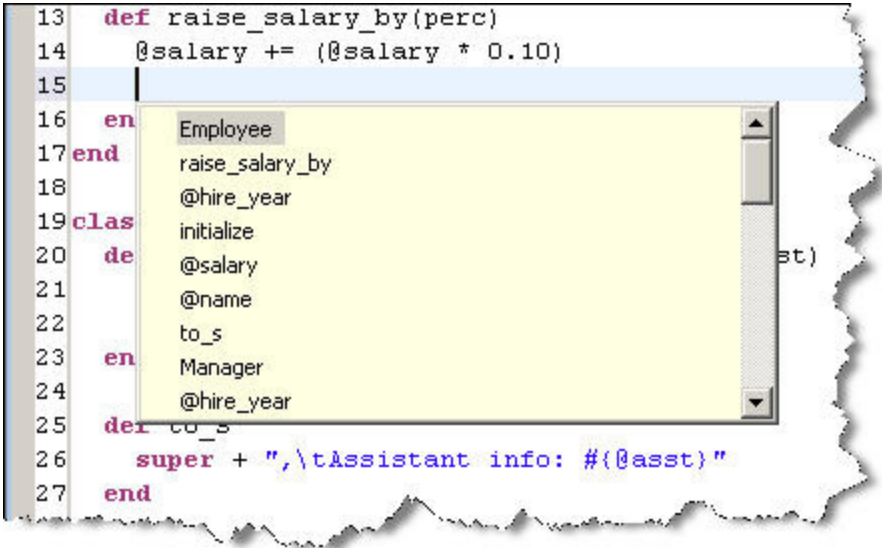 13 def raise_salary_by(perc)
14 @salary += (@salary * 0.10)
15
16 en
17 end
18
19 clas
20 de st)
21
22
23 en
24
25 def to_s
26 super + ",\tAssistant info: #{@asst}"
27 end
Employee
raise_salary_by
@hire_year
initialize
@salary
@name
to_s
Manager
@hire_year